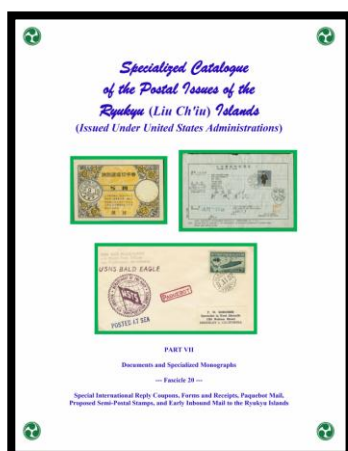 Specialized Catalogue
of the Postal Issues of the
Ryukyu (Liu Ch'iu) Islands
(Issued Under United States Administrations)
USNS BALD EAGLE
PAQUEBOT
POSTED AT SEA
PART VII
Documents and Specialized Monographs
--- Fascicle 20 ---
Special International Reply Coupons, Forms and Receipts, Paquebot Mail,
Proposed Semi-Postal Stamps, and Early Inbound Mail to the Ryukyu Islands